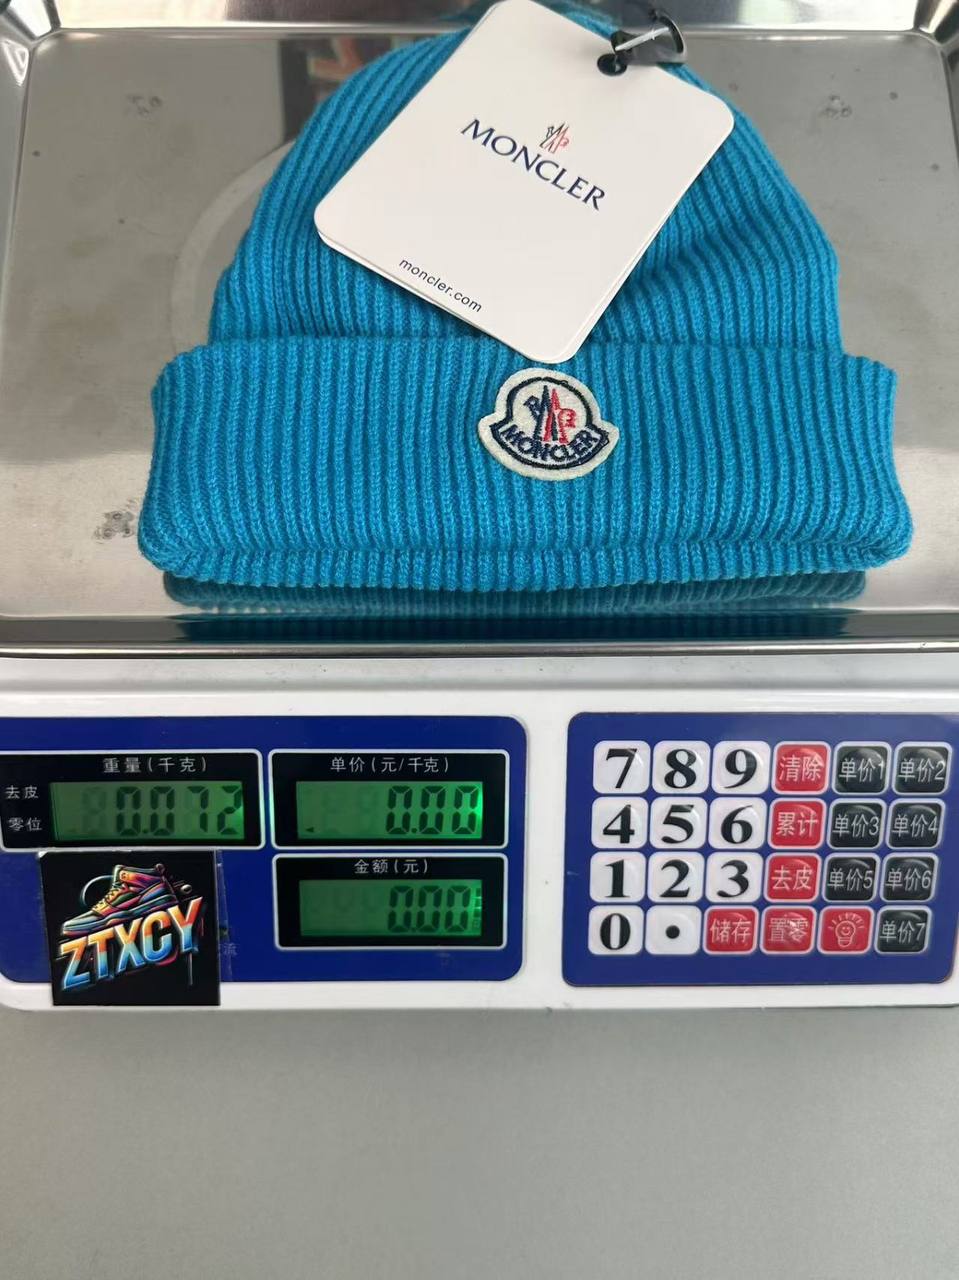 MONCLER
moncler.com
MONCLER
重量(千克)
单价(元/千克)
去皮
零位
0.072
0.00
金额(元)
0.00
ZTXCY
流
7 8 9 清除 单价1 单价2
4 5 6 累计 单价3 单价4
1 2 3 去皮 单价5 单价6
0 . 储存 置零 单价7